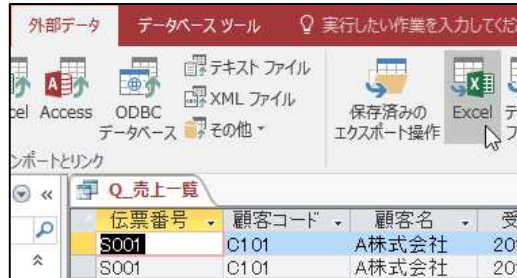 外部データ データベース ツール 実行したい作業を入力してくだ
テキスト ファイル
XML ファイル
cel Access ODBC データベース その他 保存済みの エクスポート操作 Excel
ンポートとリンク
Q_売上一覧
伝票番号 顧客コード 顧客名 受
S001 C101 A株式会社 20
S001 C101 A株式会社 20